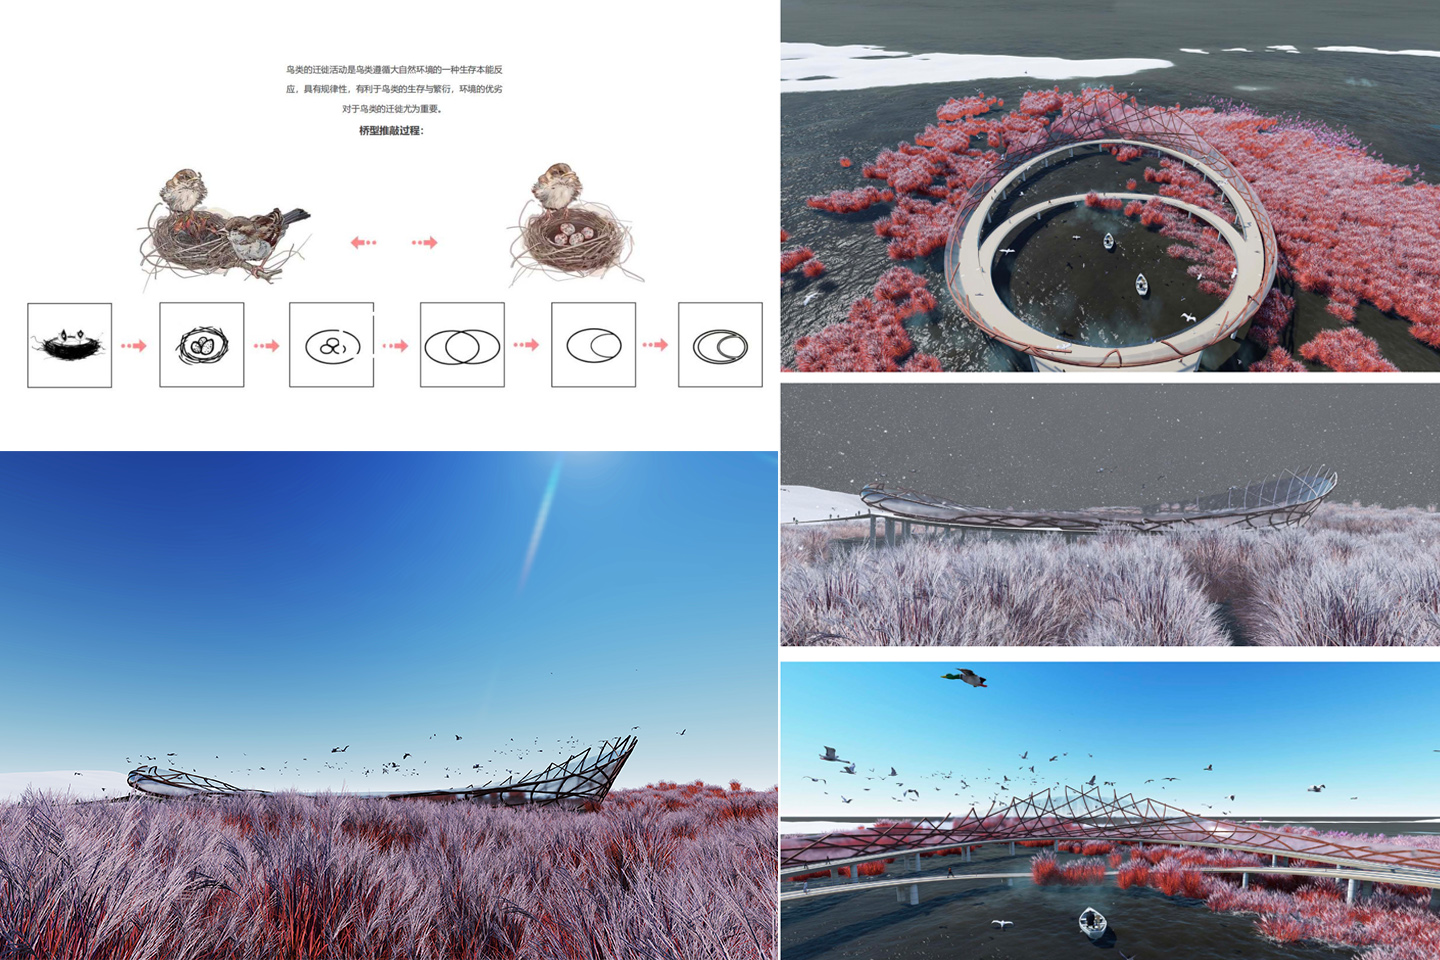 鸟类的迁徙活动是鸟类遵循大自然环境的一种生存本能反
应，具有规律性，有利于鸟类的生存与繁衍，环境的优劣
对于鸟类的迁徙尤为重要。
桥型推敲过程：